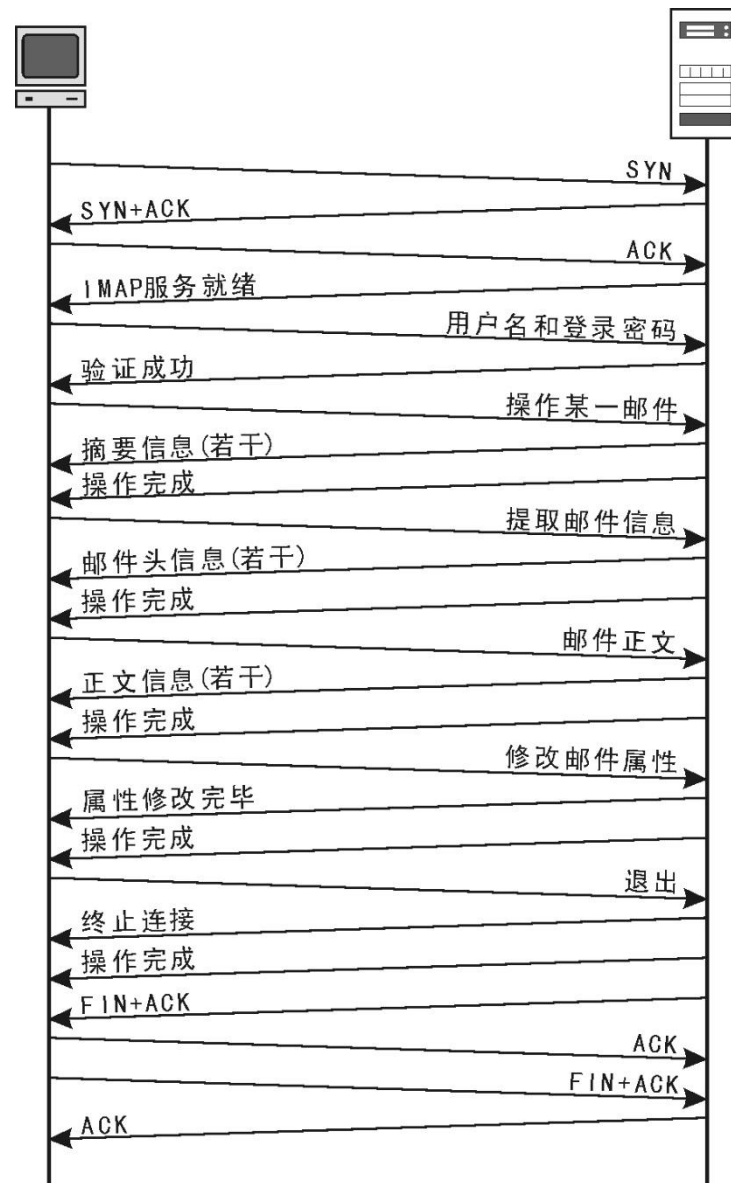 SYN
SYN+ACK
ACK
IMAP服务就绪
用户名和登录密码
验证成功
操作某一邮件
摘要信息(若干)
操作完成
提取邮件信息
邮件头信息(若干)
操作完成
邮件正文
正文信息(若干)
操作完成
修改邮件属性
属性修改完毕
操作完成
退出
终止连接
操作完成
FIN+ACK
ACK
FIN+ACK
ACK